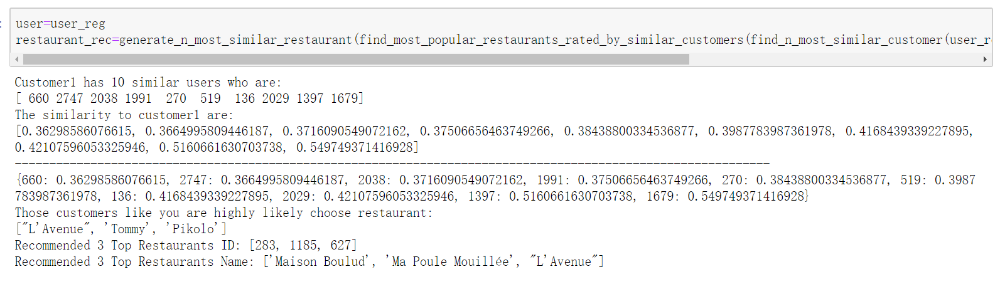 :
user=user_reg
restaurant_rec=generate_n_most_similar_restaurant(find_most_popular_restaurants_rated_by_similar_customers(find_n_most_similar_customer(user_r
Customer1 has 10 similar users who are:
[ 660 2747 2038 1991  270  519  136 2029 1397 1679]
The similarity to customer1 are:
[0.36298586076615, 0.3664995809446187, 0.3716090549072162, 0.37506656463749266, 0.38438800334536877, 0.3987783987361978, 0.4168439339227895,
0.42107596053325946, 0.5160661630703738, 0.549749371416928]
--------------------------------------------------------------------------------------------------------------
{660: 0.36298586076615, 2747: 0.3664995809446187, 2038: 0.3716090549072162, 1991: 0.37506656463749266, 270: 0.38438800334536877, 519: 0.3987
783987361978, 136: 0.4168439339227895, 2029: 0.42107596053325946, 1397: 0.5160661630703738, 1679: 0.549749371416928}
Those customers like you are highly likely choose restaurant:
["L'Avenue", 'Tommy', 'Pikolo']
Recommended 3 Top Restaurants ID: [283, 1185, 627]
Recommended 3 Top Restaurants Name: ['Maison Boulud', 'Ma Poule Mouillée', "L'Avenue"]